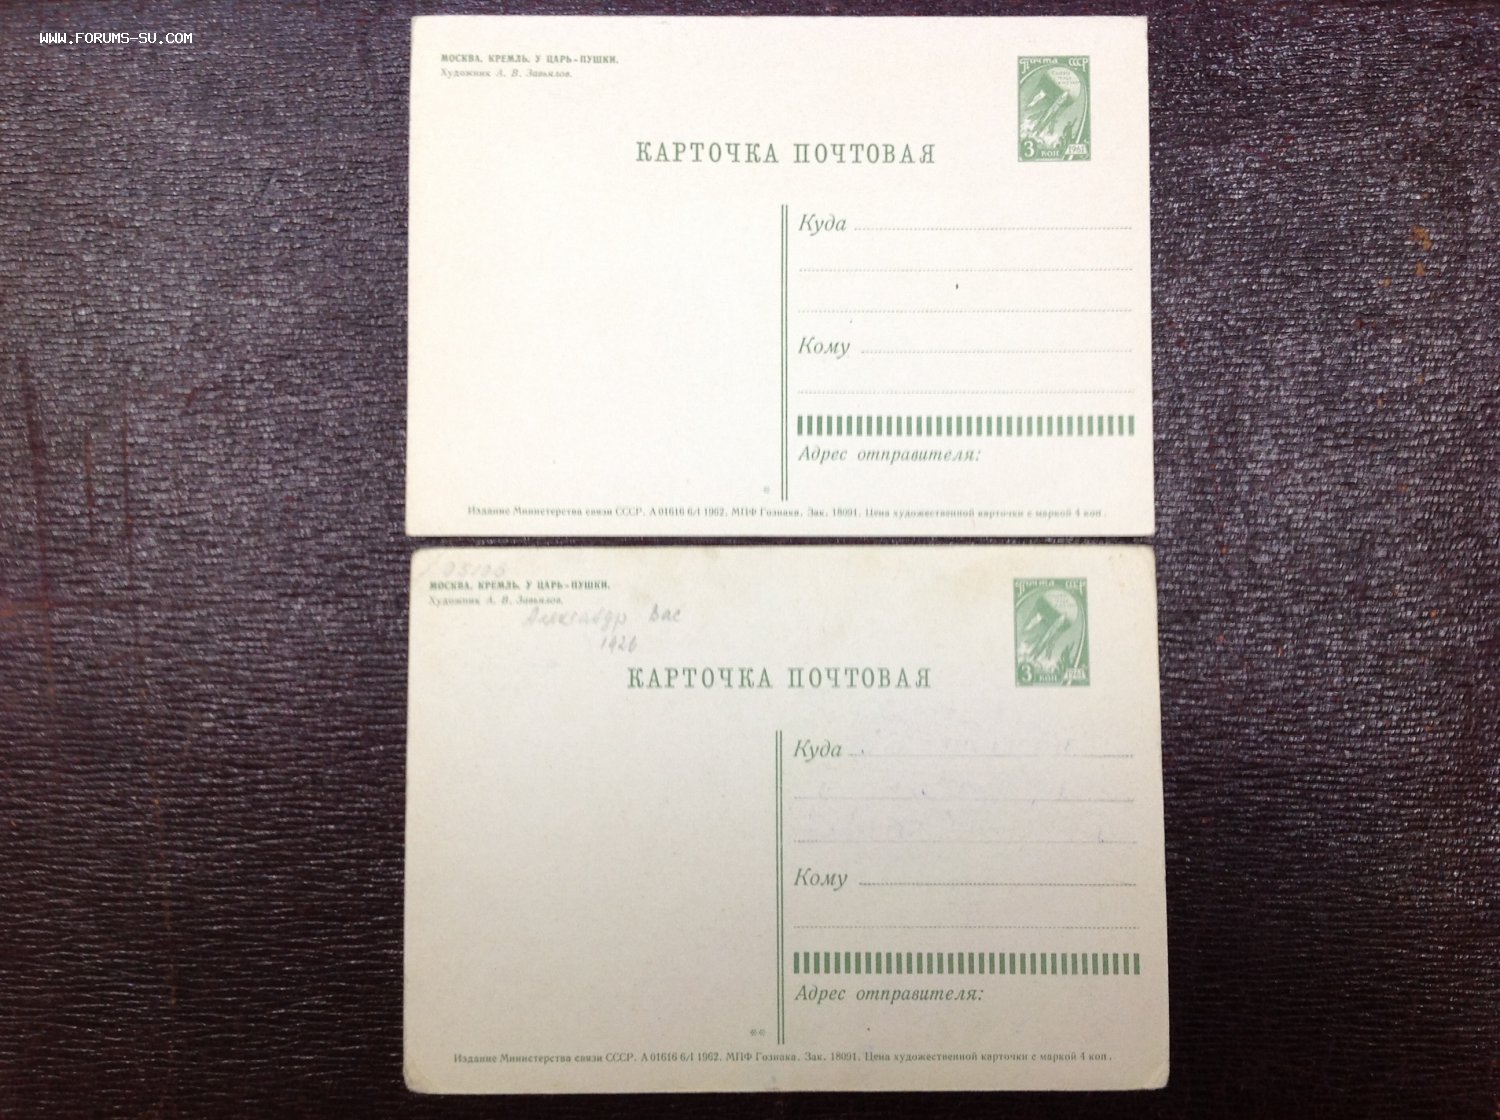 WWW.FORUMS-SU.COM
МОСКВА. КРЕМЛЬ. У ЦАРЬ-ПУШКИ.
Художник А. В. Завьялов.
Почта СССР
3 КОП
1961
КАРТОЧКА ПОЧТОВАЯ
Куда
Кому
Адрес отправителя:
*
Издание Министерства связи СССР. А 01616 6/I 1962. МПФ Гознака. Зак. 18091. Цена художественной карточки с маркой 4 коп.
МОСКВА. КРЕМЛЬ. У ЦАРЬ-ПУШКИ.
Художник А. В. Завьялов.
Александр Вас
1926
Почта СССР
3 КОП
1961
КАРТОЧКА ПОЧТОВАЯ
Куда
Кому
Адрес отправителя:
**
Издание Министерства связи СССР. А 01616 6/I 1962. МПФ Гознака. Зак. 18091. Цена художественной карточки с маркой 4 коп.